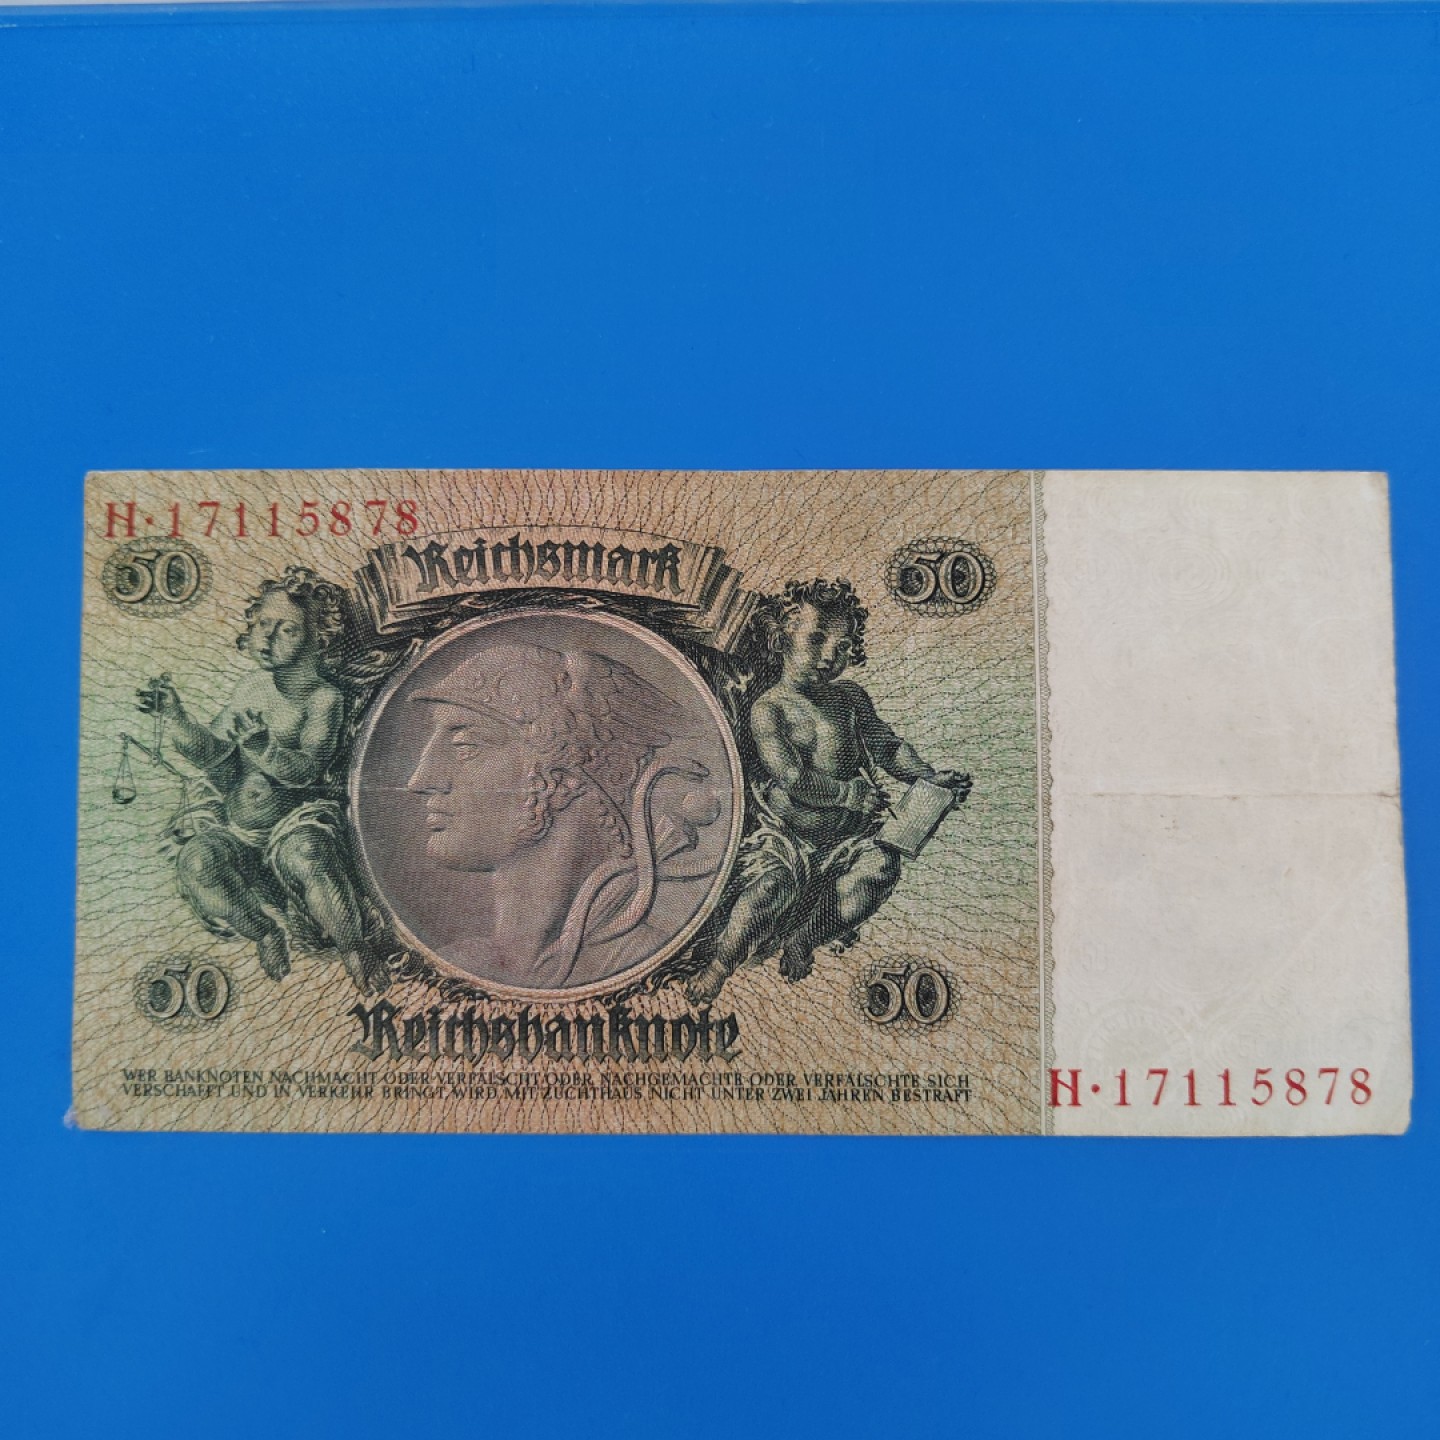 H·17115878
50
Reichsmark
50
50
Reichsbanknote
50
WER BANKNOTEN NACHMACHT ODER VERFÄLSCHT ODER NACHGEMACHTE ODER VERFÄLSCHTE SICH
VERSCHAFFT UND IN VERKEHR BRINGT, WIRD MIT ZUCHTHAUS NICHT UNTER ZWEI JAHREN BESTRAFT
H·17115878